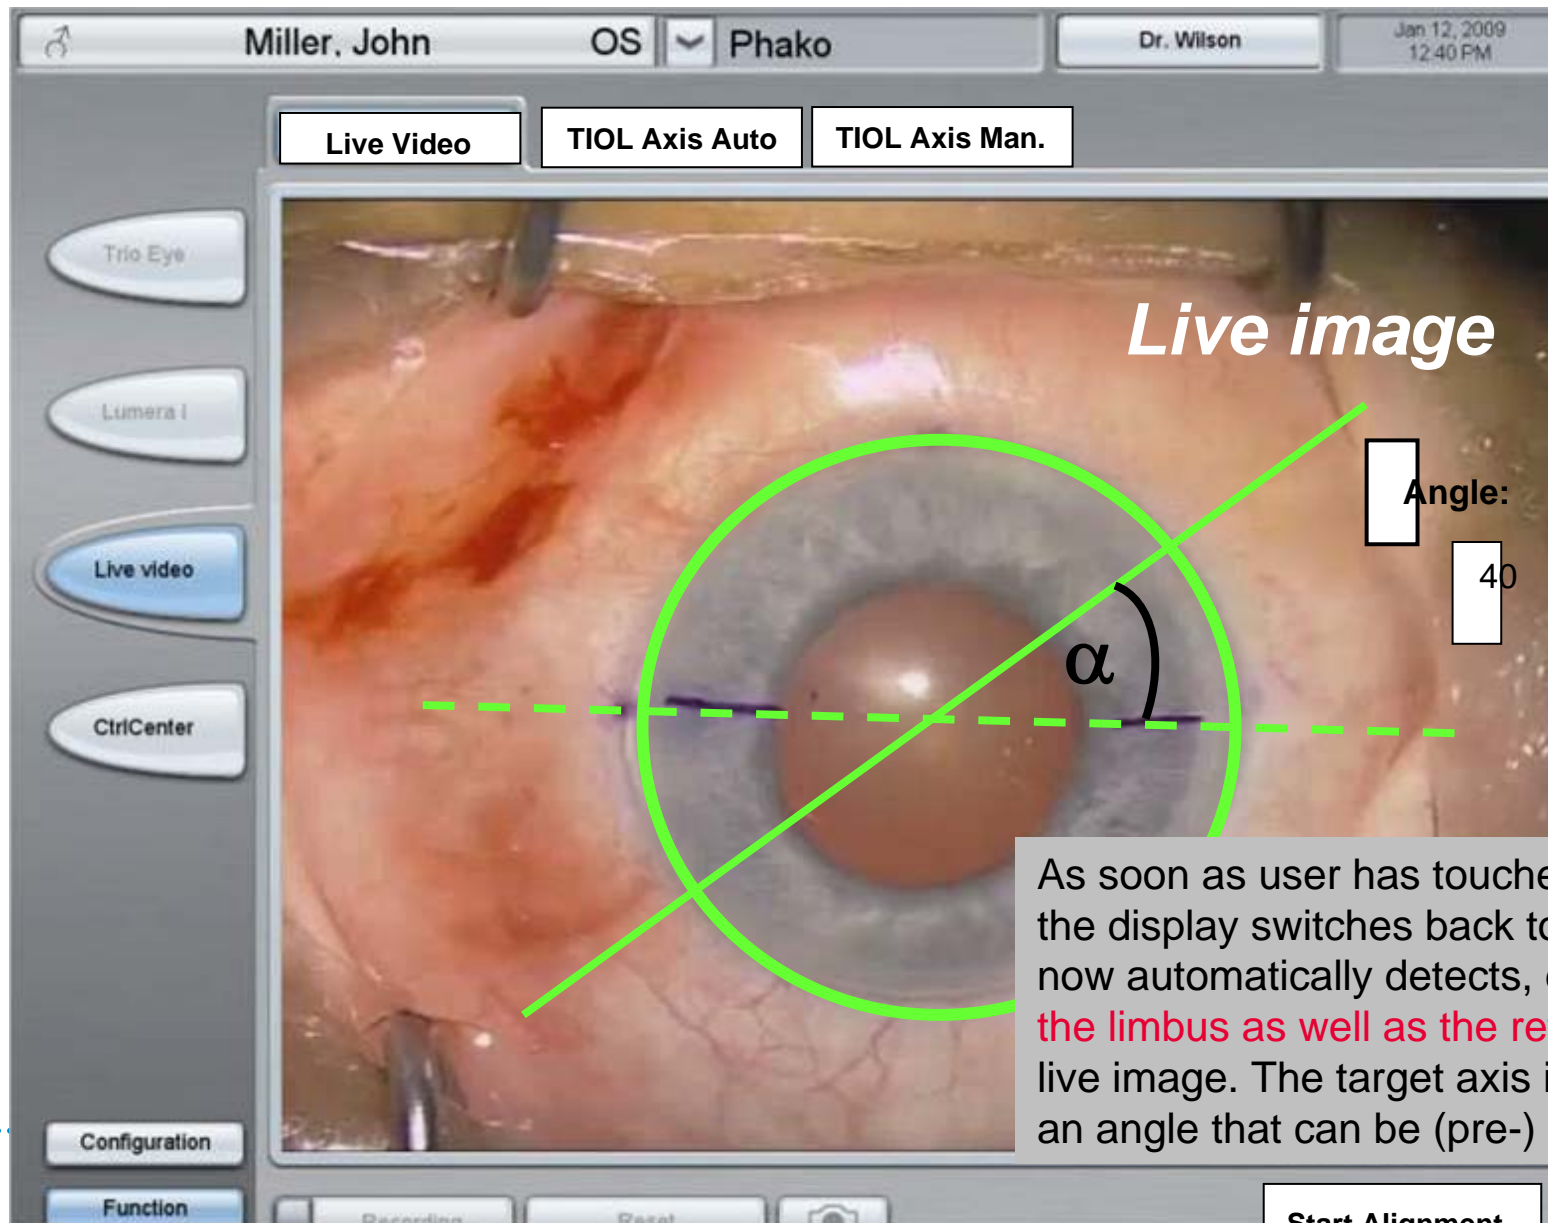 Miller, John OS Phako Dr. Wilson Jan 12, 2009
12:40 PM
Live Video TIOL Axis Auto TIOL Axis Man.
Trio Eye
Live image
Lumera I
Angle:
Live video
40
α
CtrlCenter
As soon as user has touche
the display switches back to
now automatically detects,
the limbus as well as the re
live image. The target axis i
an angle that can be (pre-)
Configuration
Function
Recording Reset
Start Alignment